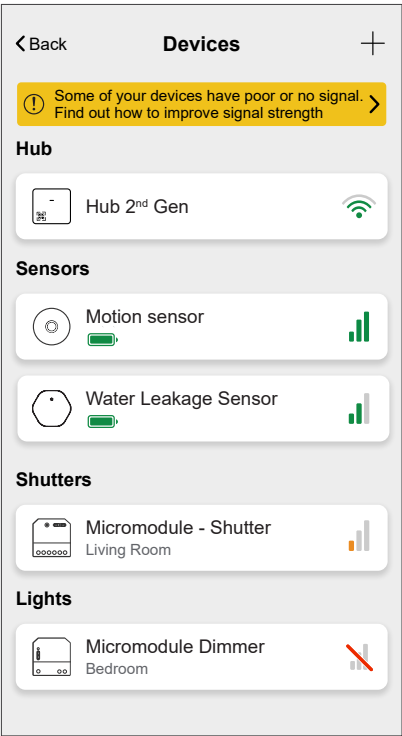 Back
Devices
Some of your devices have poor or no signal.
Find out how to improve signal strength
Hub
Hub 2nd Gen
Sensors
Motion sensor
Water Leakage Sensor
Shutters
Micromodule - Shutter
Living Room
Lights
Micromodule Dimmer
Bedroom